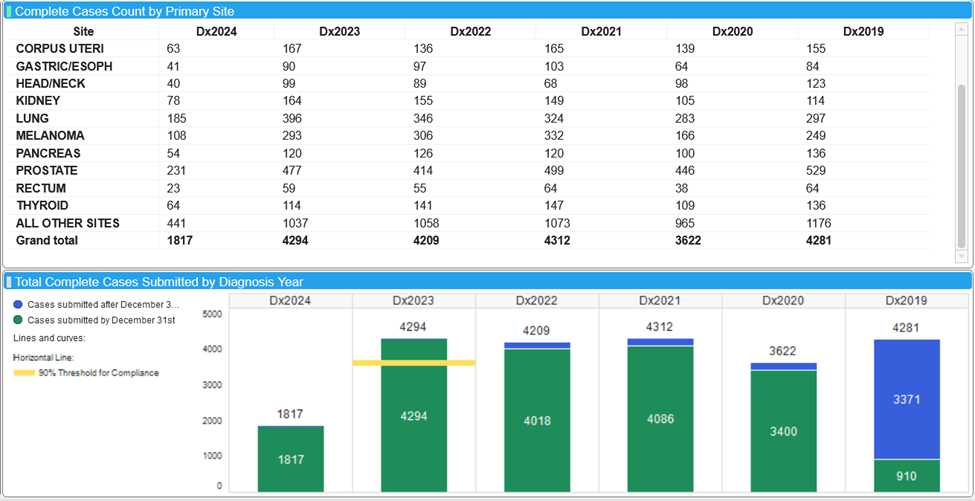 Complete Cases Count by Primary Site
Site Dx2024 Dx2023 Dx2022 Dx2021 Dx2020 Dx2019
CORPUS UTERI 63 167 136 165 139 155
GASTRIC/ESOPH 41 90 97 103 64 84
HEAD/NECK 40 99 89 68 98 123
KIDNEY 78 164 155 149 105 114
LUNG 185 396 346 324 283 297
MELANOMA 108 293 306 332 166 249
PANCREAS 54 120 126 120 100 136
PROSTATE 231 477 414 499 446 529
RECTUM 23 59 55 64 38 64
THYROID 64 114 141 147 109 136
ALL OTHER SITES 441 1037 1058 1073 965 1176
Grand total 1817 4294 4209 4312 3622 4281
Total Complete Cases Submitted by Diagnosis Year
Cases submitted after December 3...
Cases submitted by December 31st
Lines and curves:
Horizontal Line:
90% Threshold for Compliance
Dx2024 Dx2023 Dx2022 Dx2021 Dx2020 Dx2019
5000
4000
3000
2000
1000
0
1817 4294 4209 4312 3622 4281
1817 4294 4018 4086 3400 3371
910